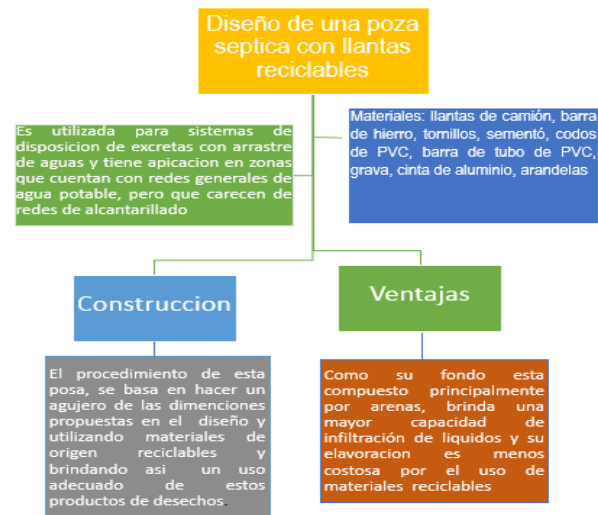 Diseño de una poza
septica con llantas
reciclables
Es utilizada para sistemas de
disposicion de excretas con arrastre
de aguas y tiene apicacion en zonas
que cuentan con redes generales de
agua potable, pero que carecen de
redes de alcantarillado
Materiales: llantas de camión, barra
de hierro, tornillos, sementó, codos
de PVC, barra de tubo de PVC,
grava, cinta de aluminio, arandelas
Construccion
Ventajas
El procedimiento de esta
posa, se basa en hacer un
agujero de las dimenciones
propuestas en el diseño y
utilizando materiales de
origen reciclables y
brindando asi un uso
adecuado de estos
productos de desechos.
Como su fondo esta
compuesto principalmente
por arenas, brinda una
mayor capacidad de
infiltración de liquidos y su
elavoracion es menos
costosa por el uso de
materiales reciclables